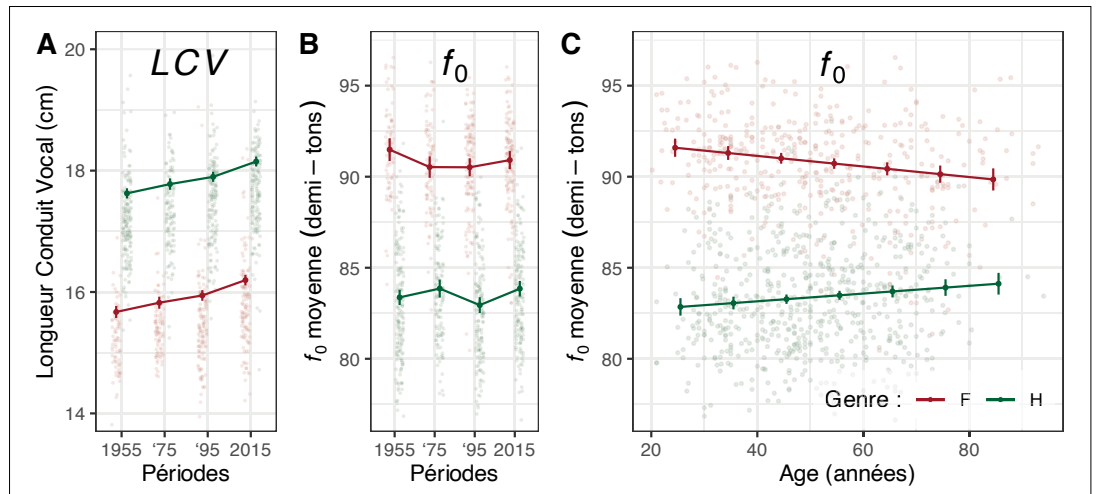 A
LCV
Longueur Conduit Vocal (cm)
20
18
16
14
1955 '75 '95 2015
Périodes
B
f₀
f₀ moyenne (demi − tons)
95
90
85
80
1955 '75 '95 2015
Périodes
C
f₀
f₀ moyenne (demi − tons)
95
90
85
80
Genre : F H
20 40 60 80
Age (années)